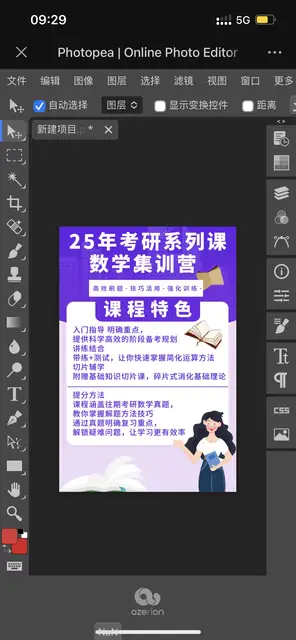 09:29
5G
Photopea | Online Photo Editor
文件 编辑 图像 图层 选择 滤镜 视图 窗口 更多
自动选择 图层 显示变换控件 距离
新建项目.p *
25年考研系列课
数学集训营
高效刷题·技巧活用·强化训练·
课程特色
入门指导 明确重点，
提供科学高效的阶段备考规划
讲练结合
带练+测试，让你快速掌握简化运算方法
切片辅学
附赠基础知识切片课，碎片式消化基础理论
提分方法
课程涵盖往期考研数学真题，
教你掌握解题方法技巧
通过真题明确复习重点，
解锁疑难问题，让学习更有效率
CSS
azerion
NaN